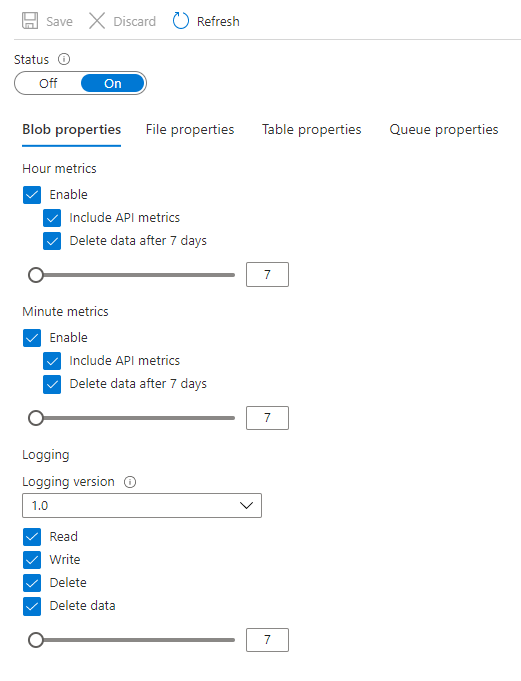 Save Discard Refresh
Status
Off On
Blob properties File properties Table properties Queue properties
Hour metrics
Enable
Include API metrics
Delete data after 7 days
7
Minute metrics
Enable
Include API metrics
Delete data after 7 days
7
Logging
Logging version
1.0
Read
Write
Delete
Delete data
7